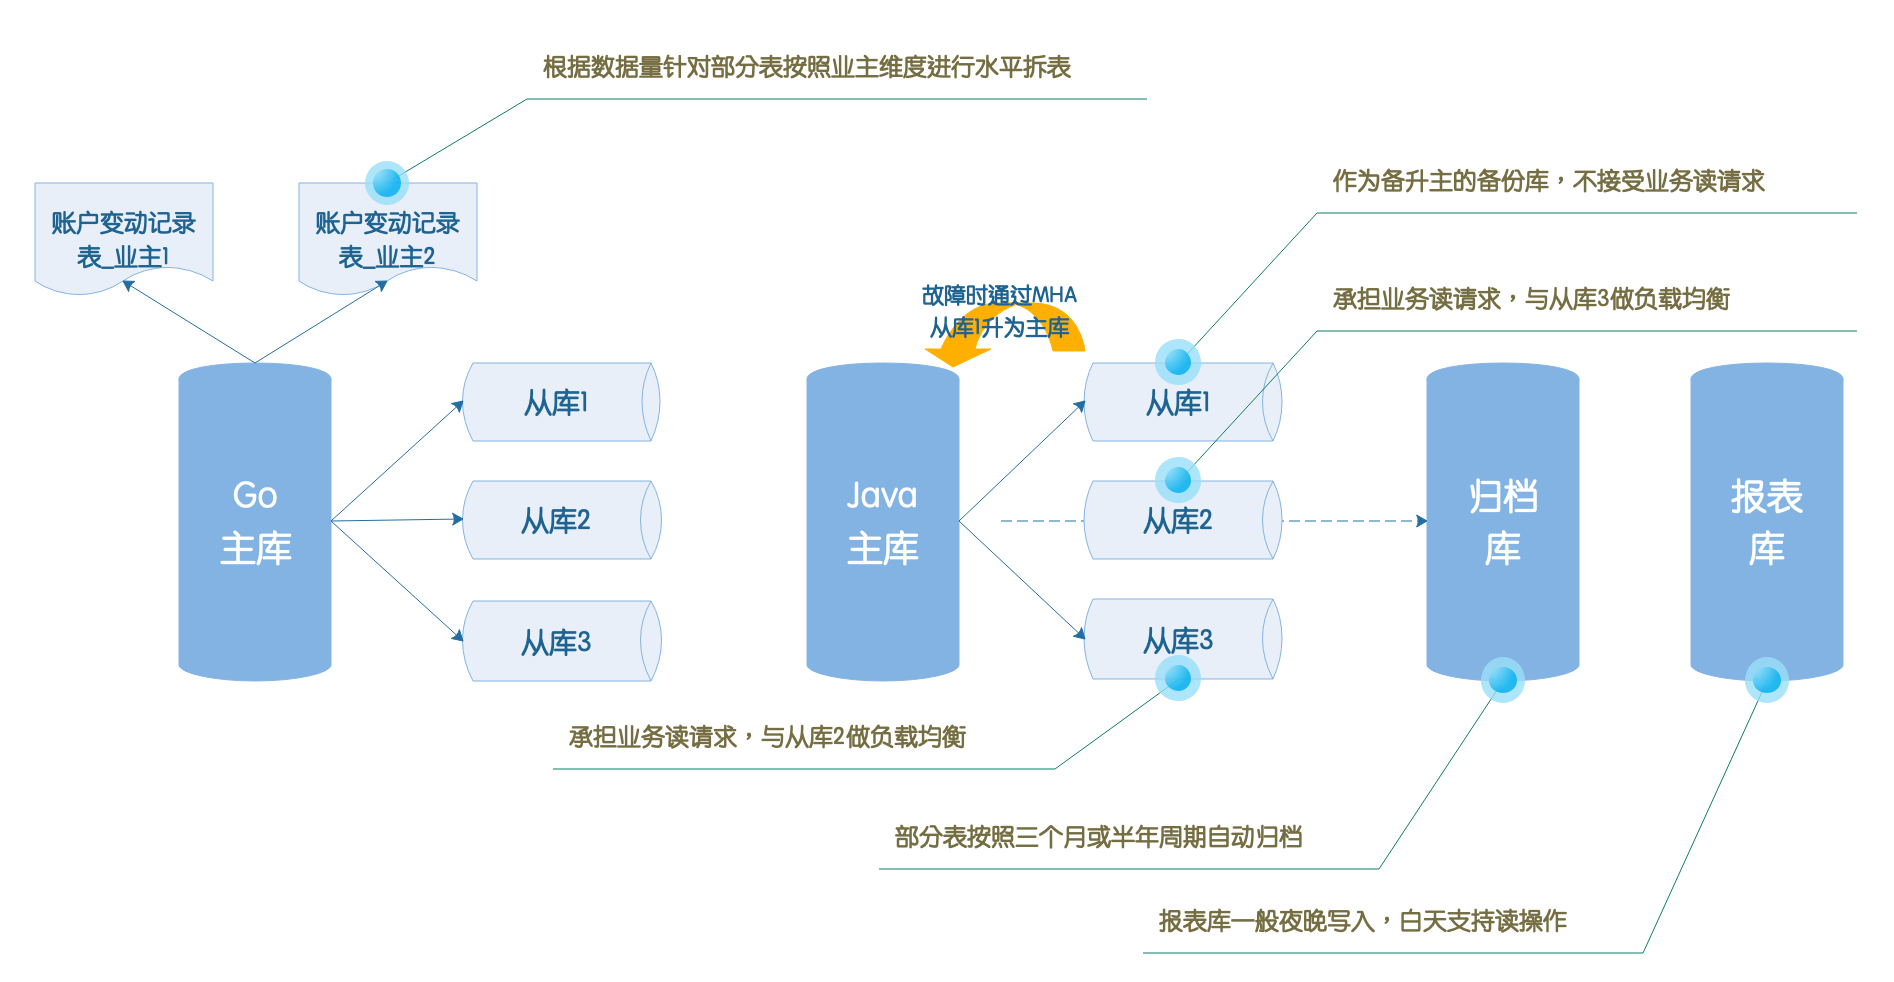 根据数据量针对部分表按照业主维度进行水平拆表
作为备升主的备份库，不接受业务读请求
账户变动记录
表_业主1
账户变动记录
表_业主2
故障时通过MHA
从库1升为主库
承担业务读请求，与从库3做负载均衡
从库1
从库1
Go
主库
从库2
Java
主库
从库2
归档
库
报表
库
从库3
从库3
承担业务读请求，与从库2做负载均衡
部分表按照三个月或半年周期自动归档
报表库一般夜晚写入，白天支持读操作